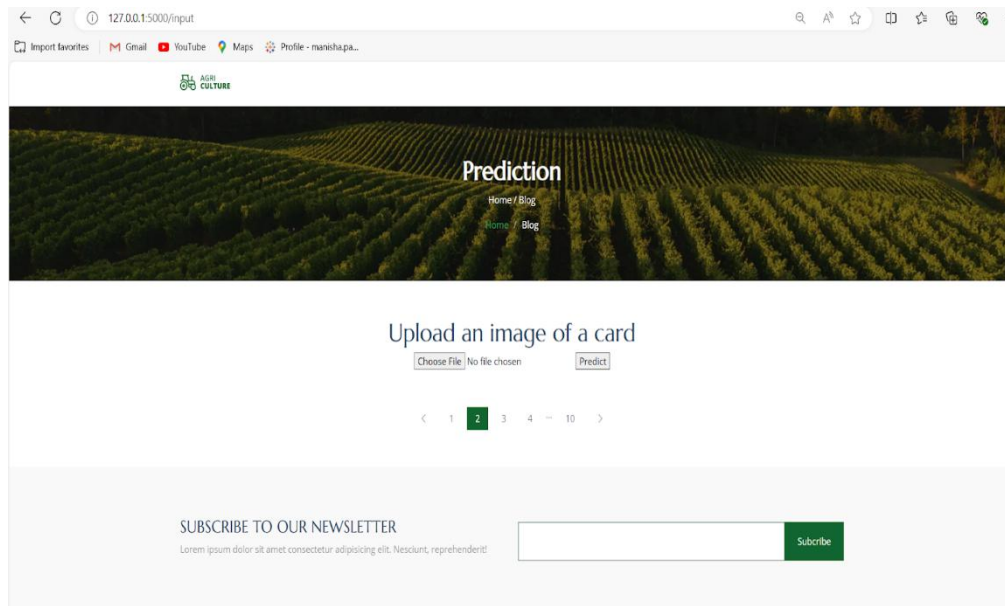 127.0.0.1:5000/input
Import favorites Gmail YouTube Maps Profile - manisha.pa...
AGRI
CULTURE
Prediction
Home / Blog
Home / Blog
Upload an image of a card
Choose File No file chosen Predict
1 2 3 4 ... 10
SUBSCRIBE TO OUR NEWSLETTER
Lorem ipsum dolor sit amet consectetur adipisicing elit. Nesciunt, reprehenderit!
Subcribe